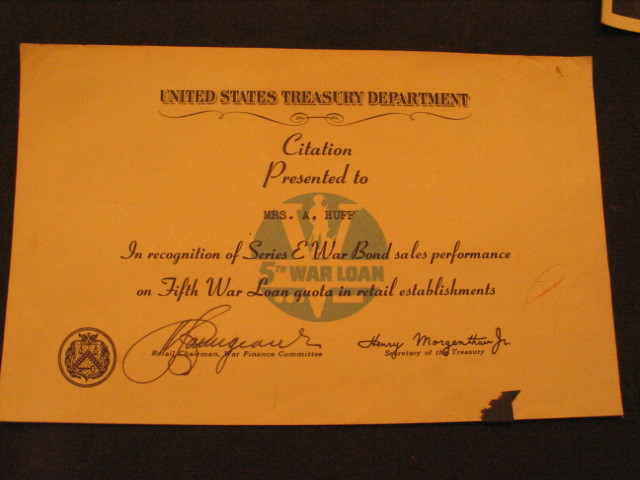 UNITED STATES TREASURY DEPARTMENT
Citation
Presented to
MRS. A. HUFF
In recognition of Series E War Bond sales performance
5TH WAR LOAN
on Fifth War Loan quota in retail establishments
Henry Morgenthau Jr.
Retail Chairman, War Finance Committee
Secretary of the Treasury